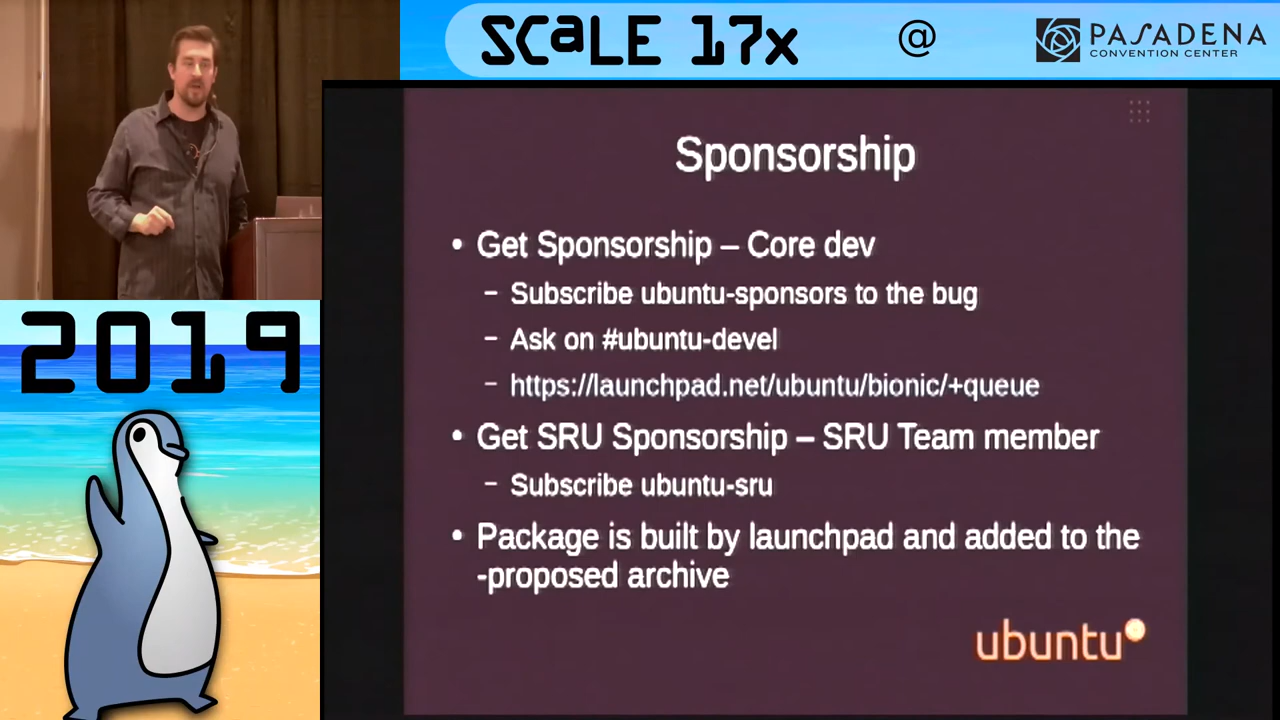 SCaLE 17x
@
PASADENA
CONVENTION CENTER
Sponsorship
• Get Sponsorship – Core dev
– Subscribe ubuntu-sponsors to the bug
– Ask on #ubuntu-devel
– https://launchpad.net/ubuntu/bionic/+queue
• Get SRU Sponsorship – SRU Team member
– Subscribe ubuntu-sru
• Package is built by launchpad and added to the
-proposed archive
ubuntu
2019